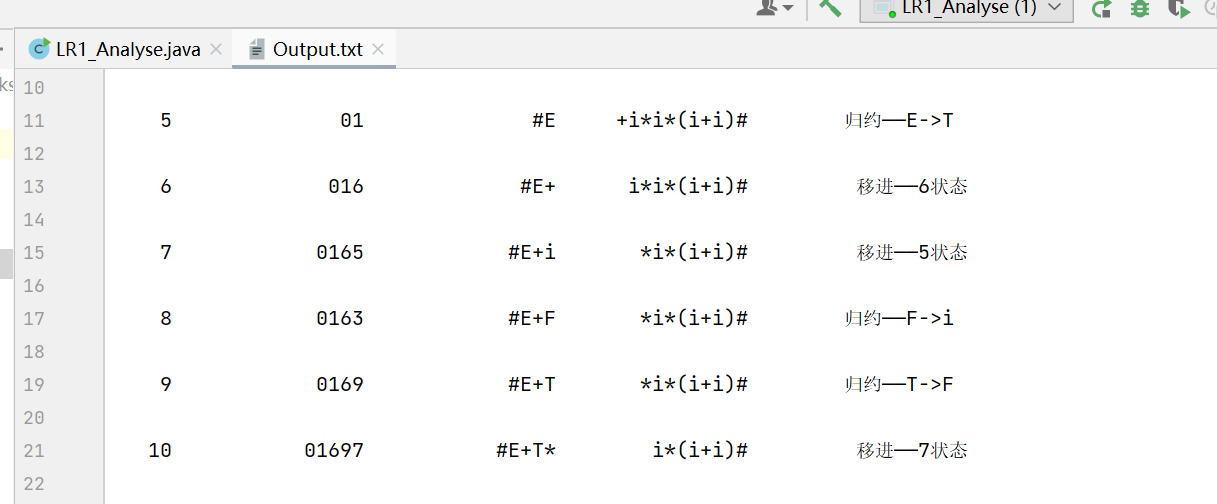 LR1_Analyse (1)
LR1_Analyse.java Output.txt
ks
10
11 5 01 #E +i*i*(i+i)# 归约——E->T
12
13 6 016 #E+ i*i*(i+i)# 移进——6状态
14
15 7 0165 #E+i *i*(i+i)# 移进——5状态
16
17 8 0163 #E+F *i*(i+i)# 归约——F->i
18
19 9 0169 #E+T *i*(i+i)# 归约——T->F
20
21 10 01697 #E+T* i*(i+i)# 移进——7状态
22